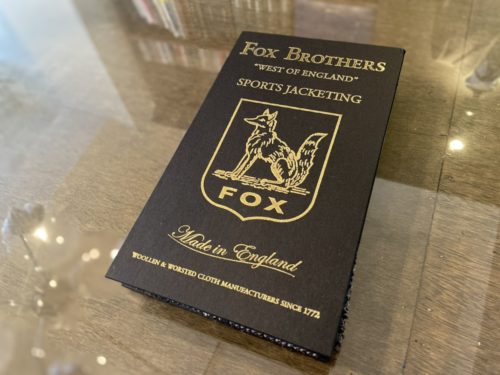 FOX BROTHERS
"WEST OF ENGLAND"
SPORTS JACKETING
FOX
Made in England
WOOLLEN & WORSTED CLOTH MANUFACTURERS SINCE 1772